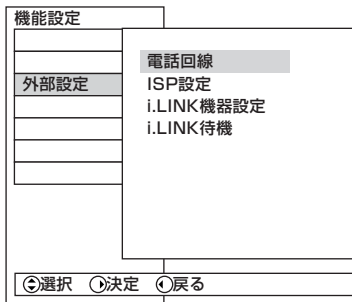 機能設定
外部設定
電話回線
ISP設定
i.LINK機器設定
i.LINK待機
選択 決定 戻る